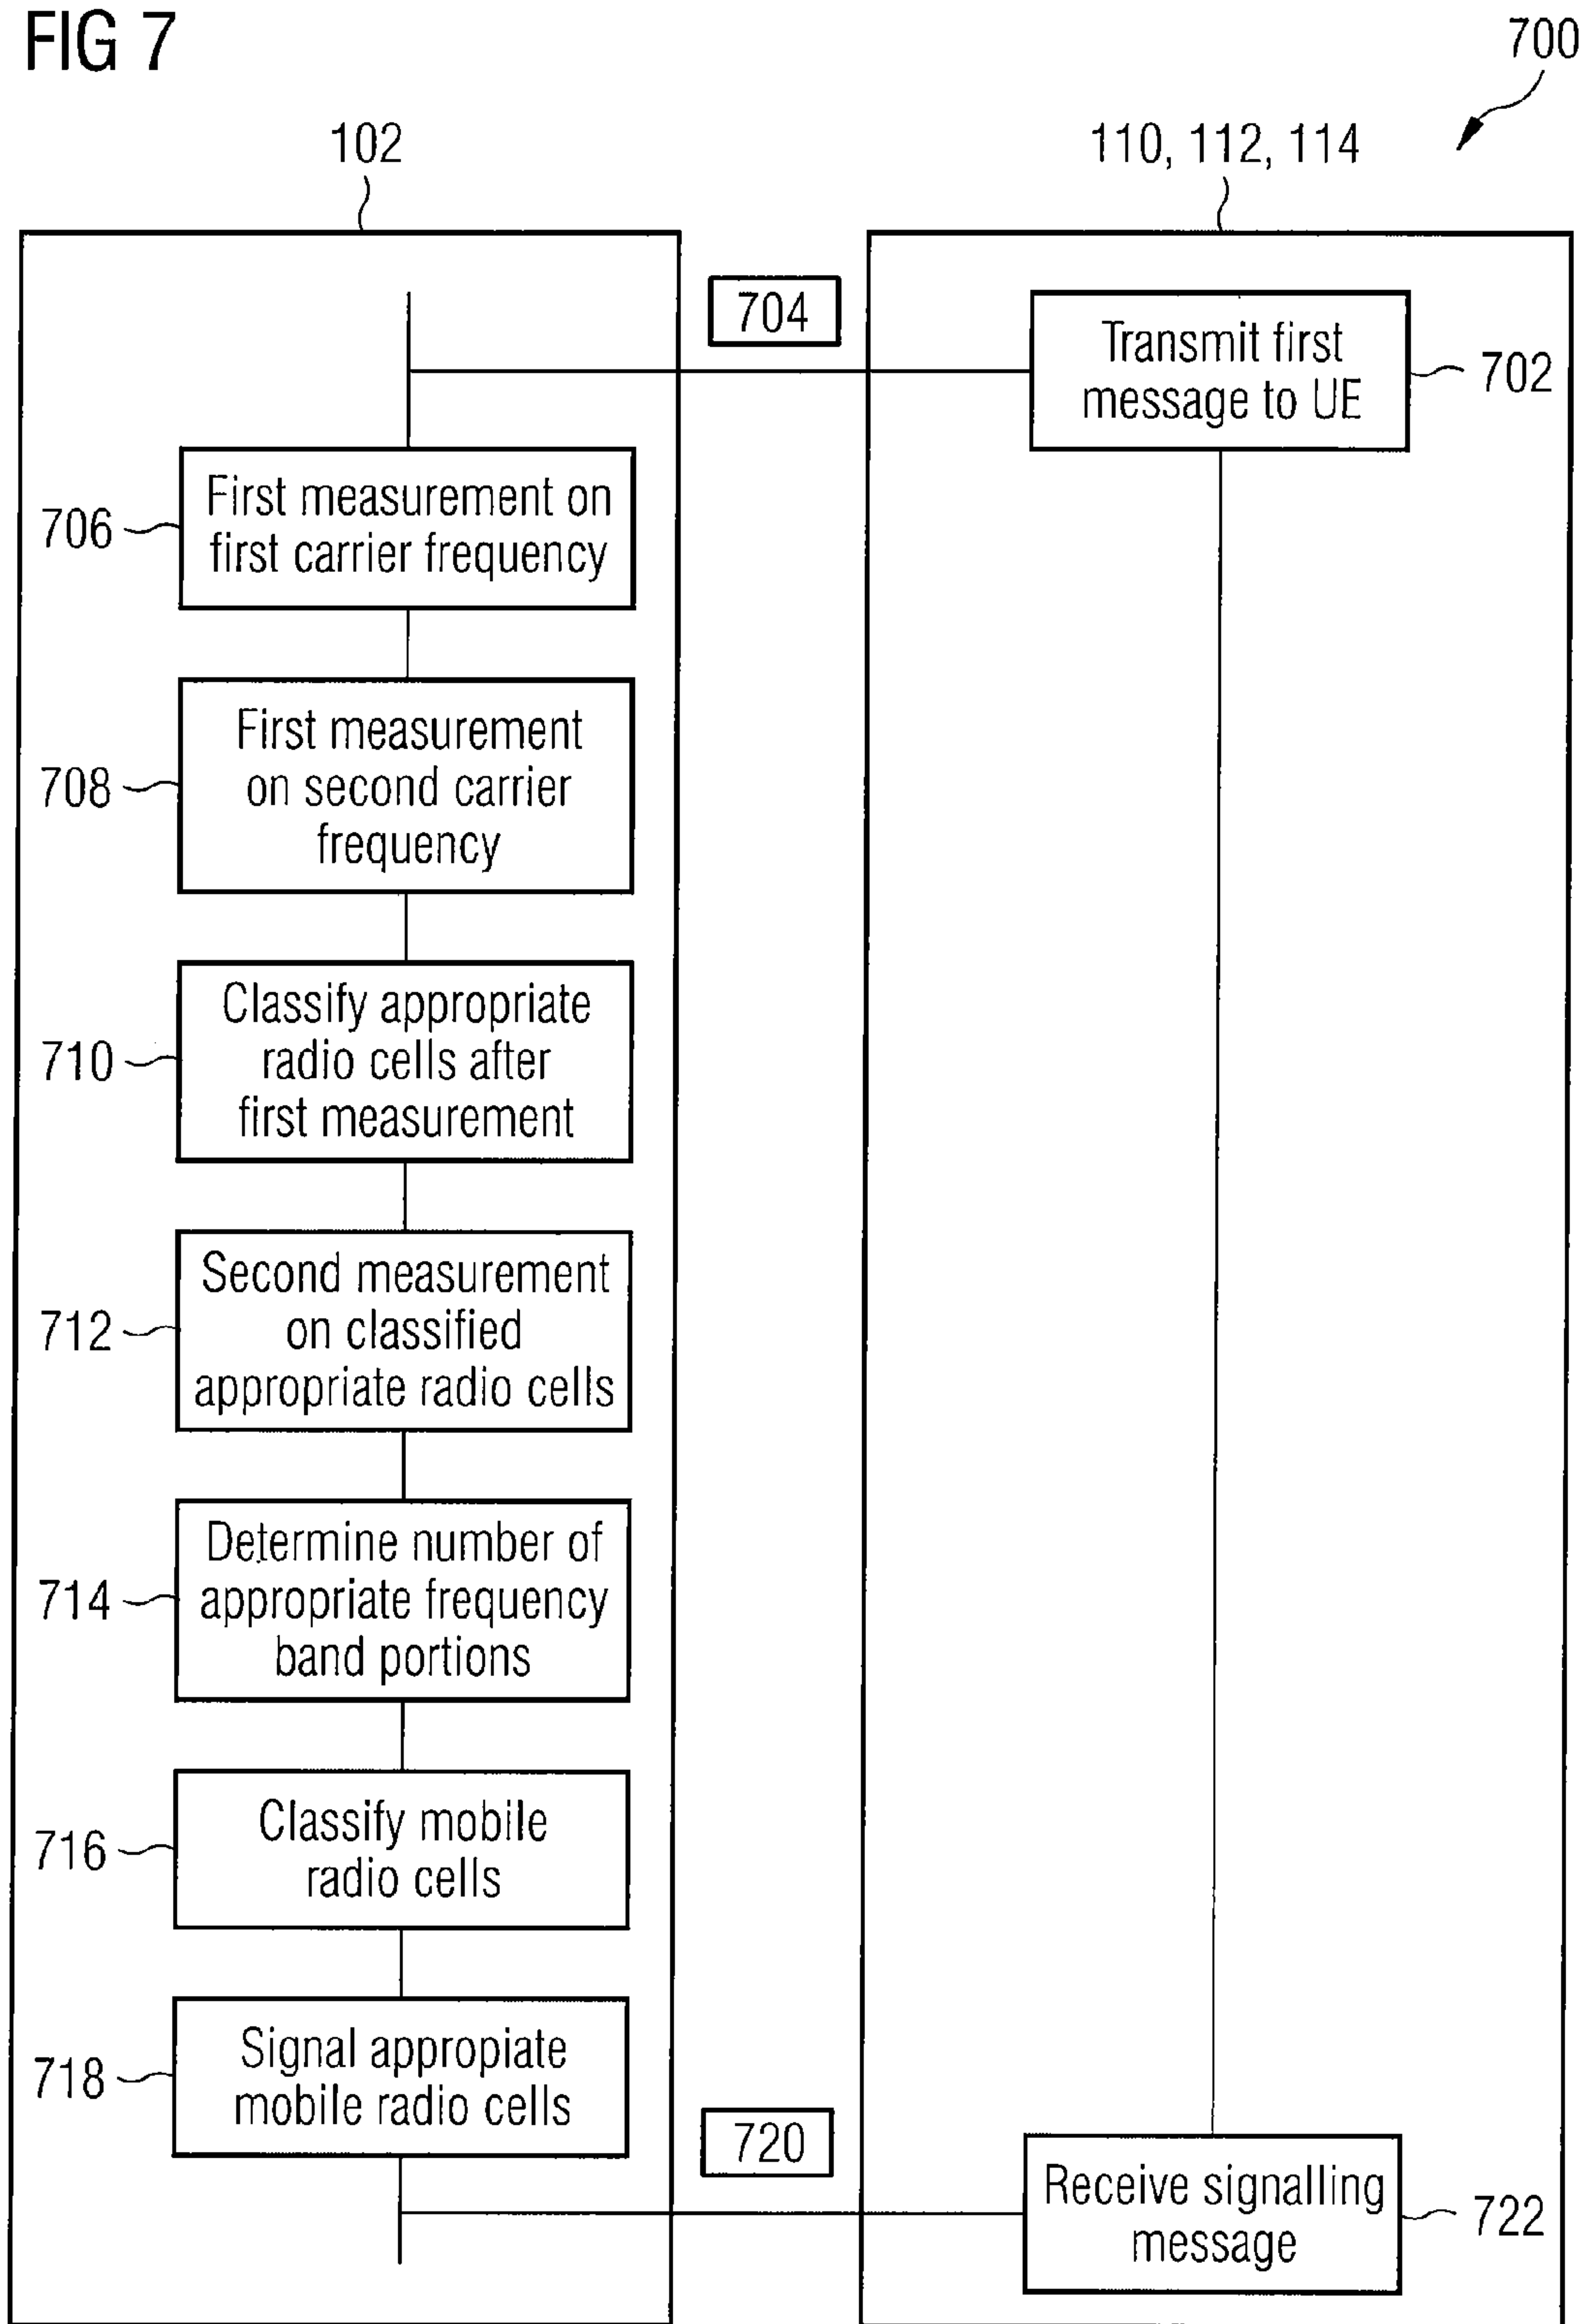 FIG 7
700
102
110, 112, 114
704
Transmit first
message to UE
702
First measurement on
first carrier frequency
706
First measurement
on second carrier
frequency
708
Classify appropriate
radio cells after
first measurement
710
Second measurement
on classified
appropriate radio cells
712
Determine number of
appropriate frequency
band portions
714
Classify mobile
radio cells
716
Signal appropiate
mobile radio cells
718
720
Receive signalling
message
722